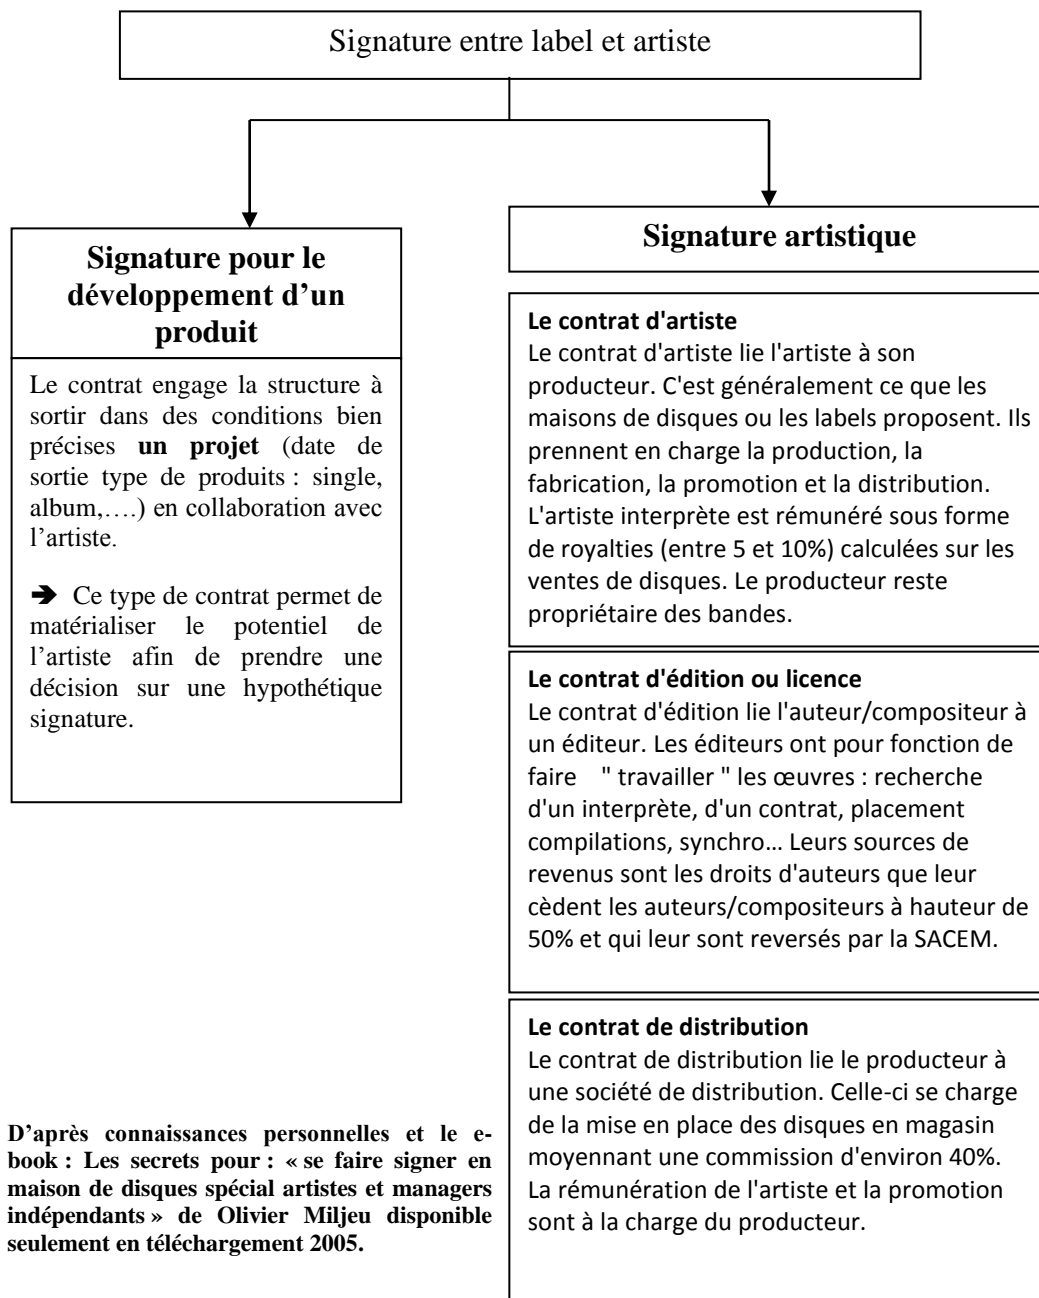 Signature entre label et artiste
Signature pour le
développement d’un
produit
Le contrat engage la structure à
sortir dans des conditions bien
précises un projet (date de
sortie type de produits : single,
album,….) en collaboration avec
l’artiste.
➔ Ce type de contrat permet de
matérialiser le potentiel de
l’artiste afin de prendre une
décision sur une hypothétique
signature.
Signature artistique
Le contrat d'artiste
Le contrat d'artiste lie l'artiste à son
producteur. C'est généralement ce que les
maisons de disques ou les labels proposent. Ils
prennent en charge la production, la
fabrication, la promotion et la distribution.
L'artiste interprète est rémunéré sous forme
de royalties (entre 5 et 10%) calculées sur les
ventes de disques. Le producteur reste
propriétaire des bandes.
Le contrat d'édition ou licence
Le contrat d'édition lie l'auteur/compositeur à
un éditeur. Les éditeurs ont pour fonction de
faire " travailler " les œuvres : recherche
d'un interprète, d'un contrat, placement
compilations, synchro… Leurs sources de
revenus sont les droits d'auteurs que leur
cèdent les auteurs/compositeurs à hauteur de
50% et qui leur sont reversés par la SACEM.
Le contrat de distribution
Le contrat de distribution lie le producteur à
une société de distribution. Celle-ci se charge
de la mise en place des disques en magasin
moyennant une commission d'environ 40%.
La rémunération de l'artiste et la promotion
sont à la charge du producteur.
D’après connaissances personnelles et le e-
book : Les secrets pour : « se faire signer en
maison de disques spécial artistes et managers
indépendants » de Olivier Miljeu disponible
seulement en téléchargement 2005.